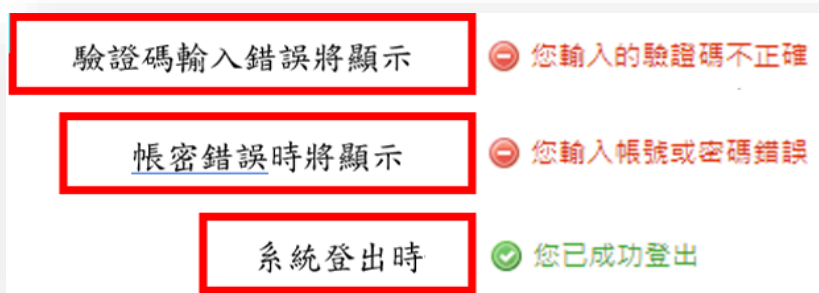 驗證碼輸入錯誤將顯示 您輸入的驗證碼不正確
帳密錯誤時將顯示 您輸入帳號或密碼錯誤
系統登出時 您已成功登出